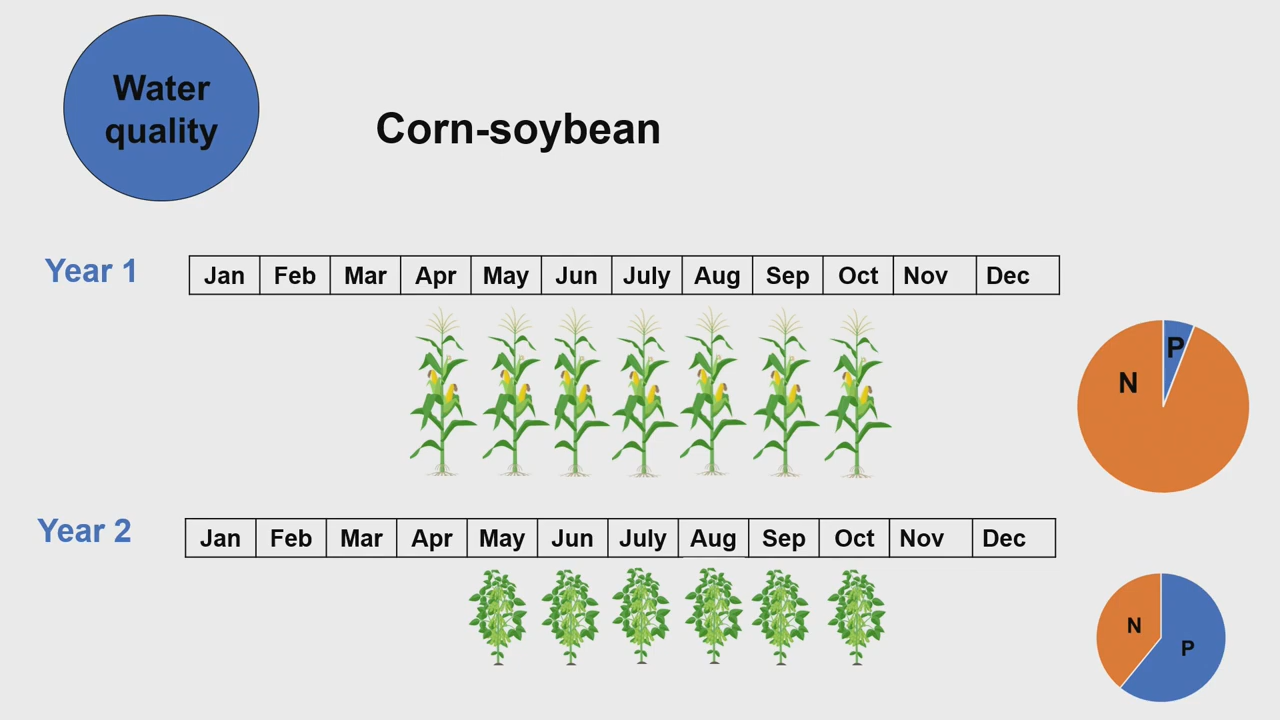 Water
quality
Corn-soybean
Year 1
Jan Feb Mar Apr May Jun July Aug Sep Oct Nov Dec
P
N
Year 2
Jan Feb Mar Apr May Jun July Aug Sep Oct Nov Dec
N
P